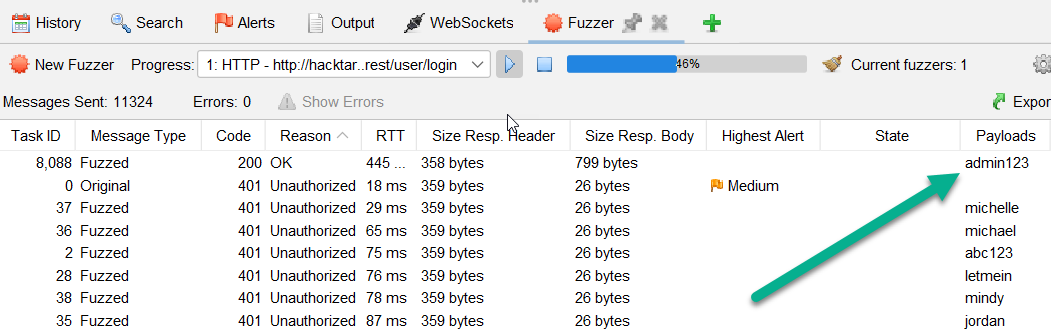 History Search Alerts Output WebSockets Fuzzer
New Fuzzer Progress: 1: HTTP - http://hacktar..rest/user/login 46% Current fuzzers: 1
Messages Sent: 11324 Errors: 0 Show Errors Expor
Task ID Message Type Code Reason RTT Size Resp. Header Size Resp. Body Highest Alert State Payloads
8,088 Fuzzed 200 OK 445 ... 358 bytes 799 bytes admin123
0 Original 401 Unauthorized 18 ms 359 bytes 26 bytes Medium
37 Fuzzed 401 Unauthorized 29 ms 359 bytes 26 bytes michelle
36 Fuzzed 401 Unauthorized 65 ms 359 bytes 26 bytes michael
2 Fuzzed 401 Unauthorized 75 ms 359 bytes 26 bytes abc123
28 Fuzzed 401 Unauthorized 76 ms 359 bytes 26 bytes letmein
38 Fuzzed 401 Unauthorized 78 ms 359 bytes 26 bytes mindy
35 Fuzzed 401 Unauthorized 87 ms 359 bytes 26 bytes jordan